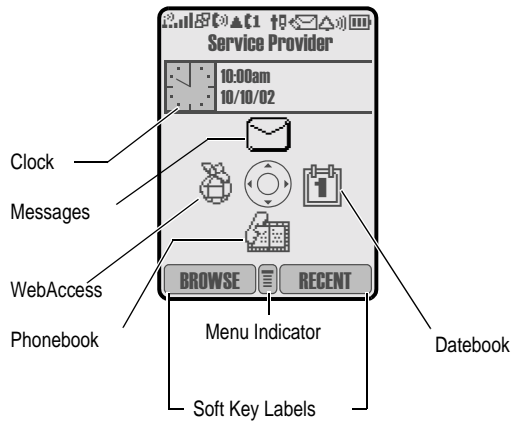 Service Provider
10:00am
10/10/02
Clock
Messages
1
WebAccess
BROWSE
RECENT
Phonebook
Menu Indicator
Datebook
Soft Key Labels